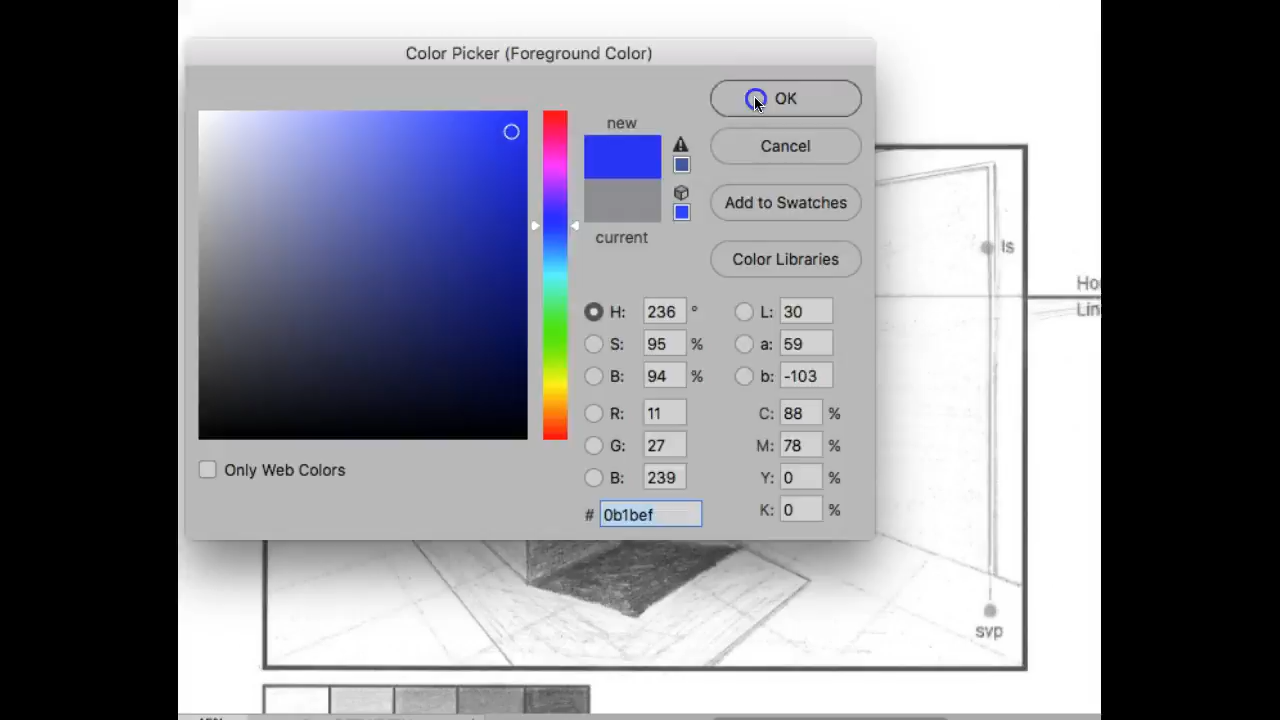 Color Picker (Foreground Color)
OK
new
Cancel
Add to Swatches
current
Color Libraries
ls
H: 236 ° L: 30
S: 95 % a: 59
B: 94 % b: -103
R: 11 C: 88 %
G: 27 M: 78 %
B: 239 Y: 0 %
# 0b1bef K: 0 %
Only Web Colors
svp